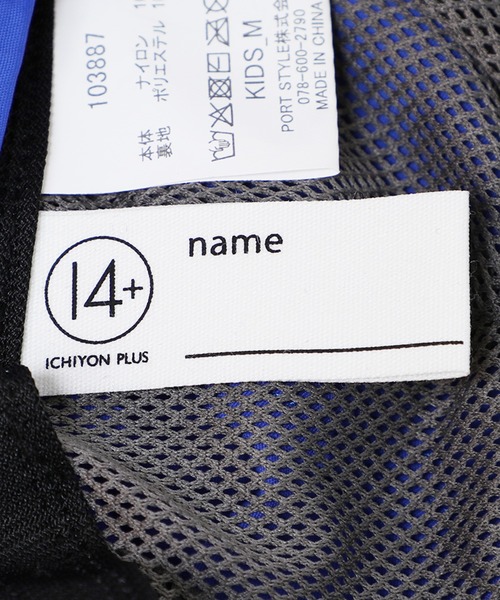 103887
本体 ナイロン
裏地 ポリエステル
KIDS M
PORT STYLE株式会
078-600-2790
MADE IN CHINA
14+
ICHIYON PLUS
name